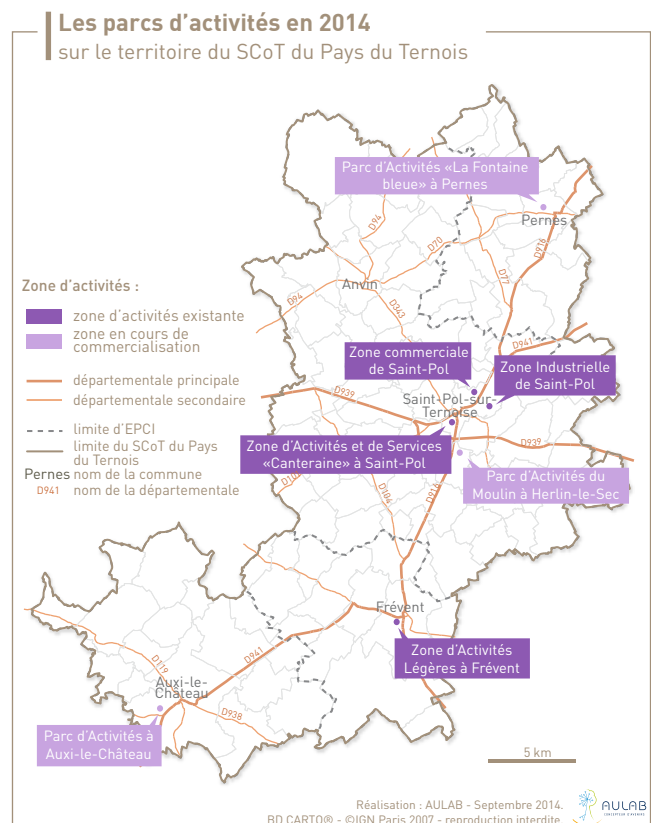 Les parcs d'activités en 2014
sur le territoire du SCoT du Pays du Ternois
Parc d'Activités «La Fontaine
bleue» à Pernes
Pernes
D94
D70
D916
D77
Anvin
D94
D343
Zone d'activités :
zone d'activités existante
zone en cours de
commercialisation
départementale principale
départementale secondaire
limite d'EPCI
limite du SCoT du Pays
du Ternois
Pernes nom de la commune
D941 nom de la départementale
D941
Zone commerciale
de Saint-Pol
Zone Industrielle
de Saint-Pol
D939
Saint-Pol-sur-
Ternoise
Zone d'Activités et de Services
«Canteraine» à Saint-Pol
D939
Parc d'Activités du
Moulin à Herlin-le-Sec
D104
D916
Frévent
Zone d'Activités
Légères à Frévent
D941
D119
Auxi-le-
Château
D938
Parc d'Activités à
Auxi-le-Château
5 km
Réalisation : AULAB - Septembre 2014.
BD CARTO® - ©IGN Paris 2007 - reproduction interdite
AULAB